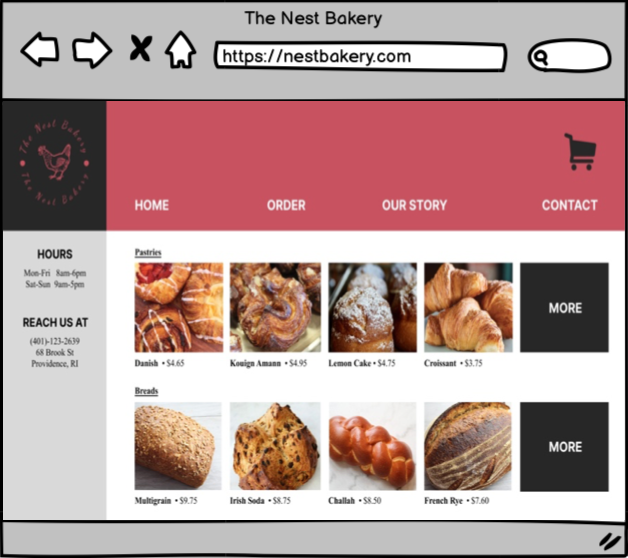 The Nest Bakery
https://nestbakery.com
The Nest Bakery
The Nest Bakery
HOME ORDER OUR STORY CONTACT
HOURS
Mon-Fri 8am-6pm
Sat-Sun 9am-5pm
REACH US AT
(401)-123-2639
68 Brook St
Providence, RI
Pastries
MORE
Danish • $4.65 Kouign Amann • $4.95 Lemon Cake • $4.75 Croissant • $3.75
Breads
MORE
Multigrain • $9.75 Irish Soda • $8.75 Challah • $8.50 French Rye • $7.60